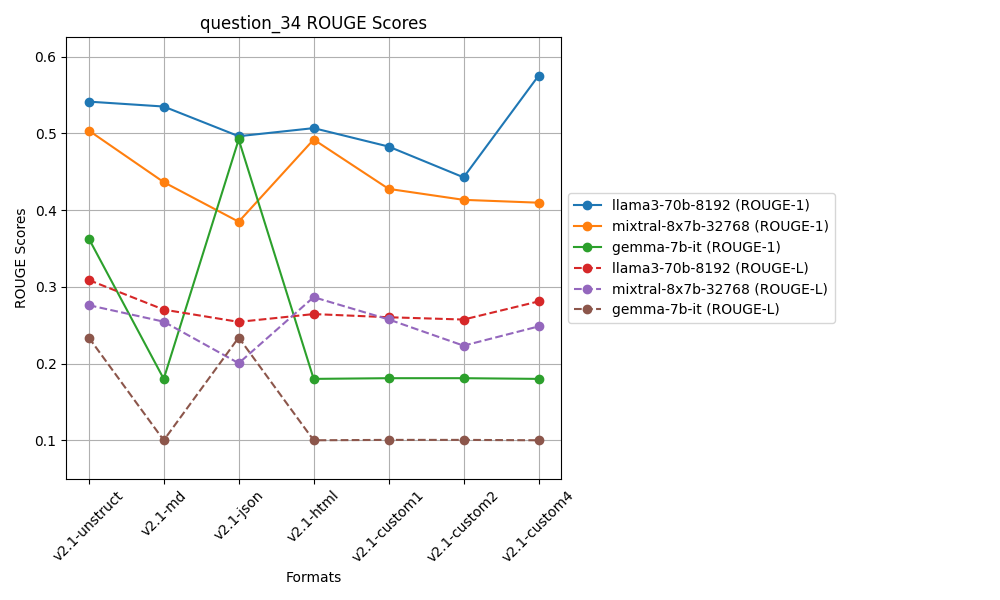 question_34 ROUGE Scores
ROUGE Scores
0.6
0.5
0.4
0.3
0.2
0.1
v2.1-unstruct
v2.1-md
v2.1-json
v2.1-html
v2.1-custom1
v2.1-custom2
v2.1-custom4
Formats
llama3-70b-8192 (ROUGE-1)
mixtral-8x7b-32768 (ROUGE-1)
gemma-7b-it (ROUGE-1)
llama3-70b-8192 (ROUGE-L)
mixtral-8x7b-32768 (ROUGE-L)
gemma-7b-it (ROUGE-L)